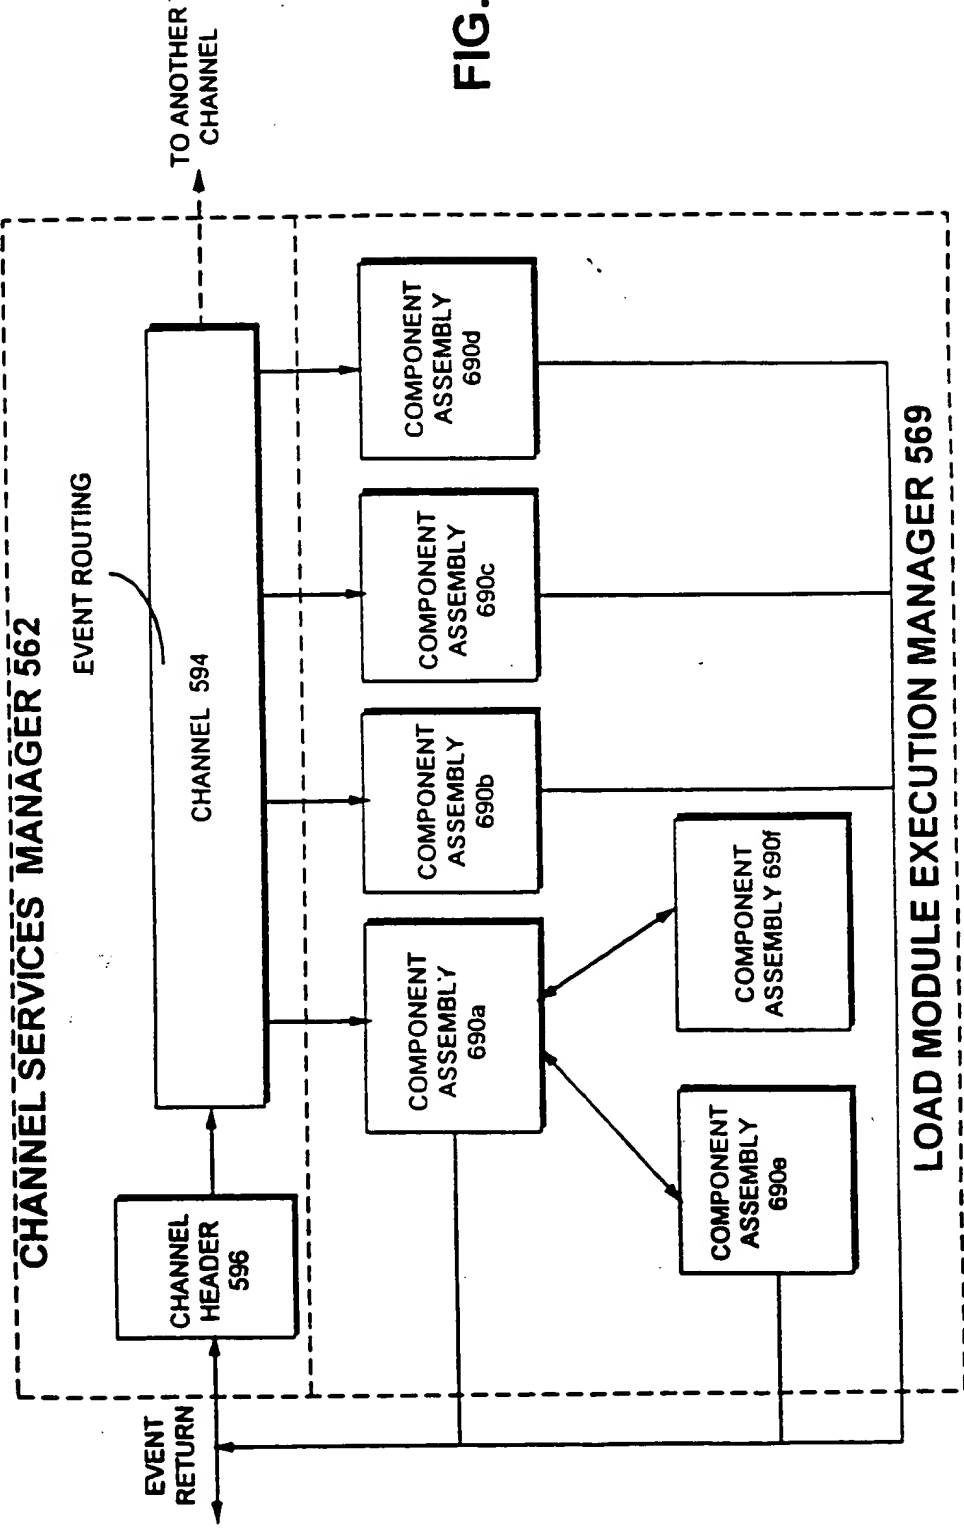 FIG.
CHANNEL SERVICES MANAGER 562
EVENT ROUTING
TO ANOTHER
CHANNEL
CHANNEL 594
CHANNEL
HEADER
596
EVENT
RETURN
COMPONENT
ASSEMBLY
690a
COMPONENT
ASSEMBLY
690b
COMPONENT
ASSEMBLY
690c
COMPONENT
ASSEMBLY
690d
COMPONENT
ASSEMBLY
690e
COMPONENT
ASSEMBLY 690f
LOAD MODULE EXECUTION MANAGER 569